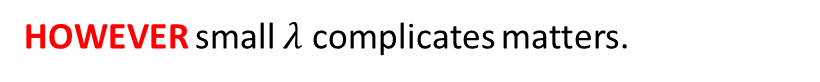 HOWEVER small λ complicates matters.